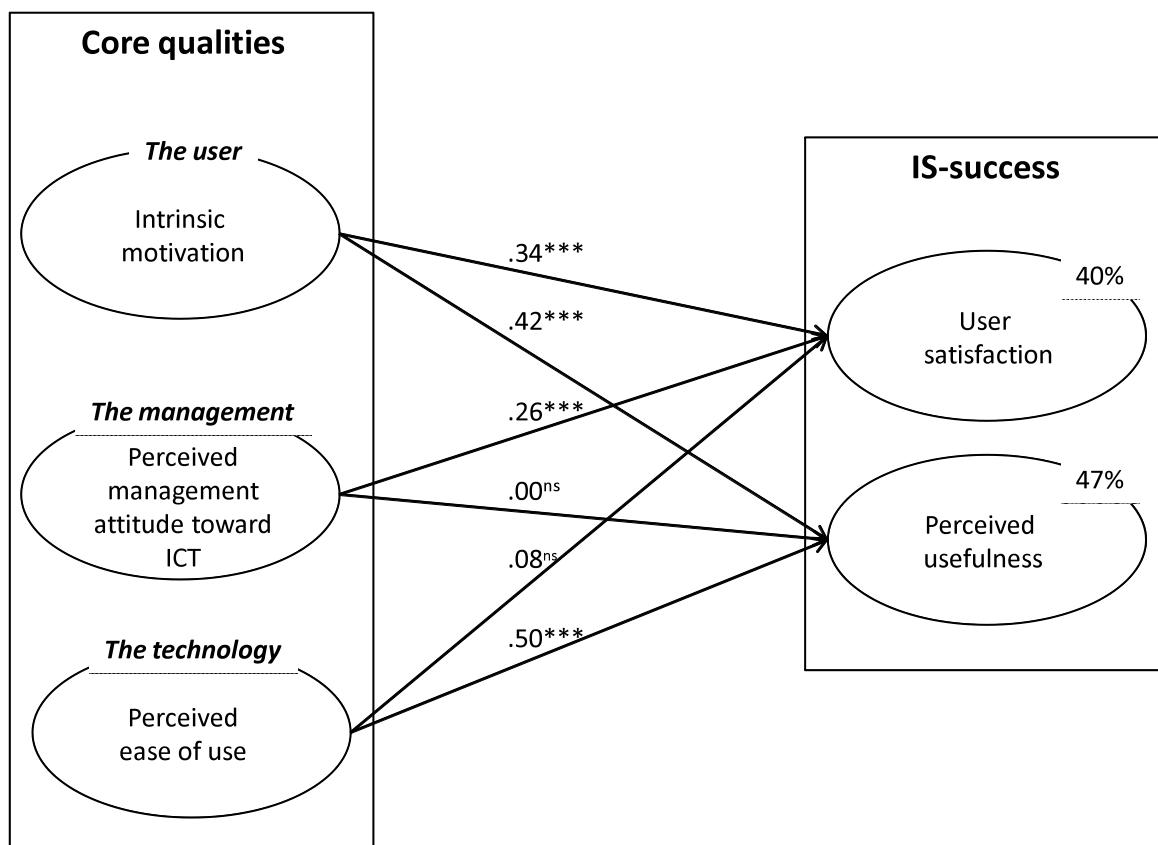 Core qualities
The user
Intrinsic
motivation
The management
Perceived
management
attitude toward
ICT
The technology
Perceived
ease of use
.34***
.42***
.26***
.00ns
.08ns
.50***
IS-success
40%
User
satisfaction
47%
Perceived
usefulness